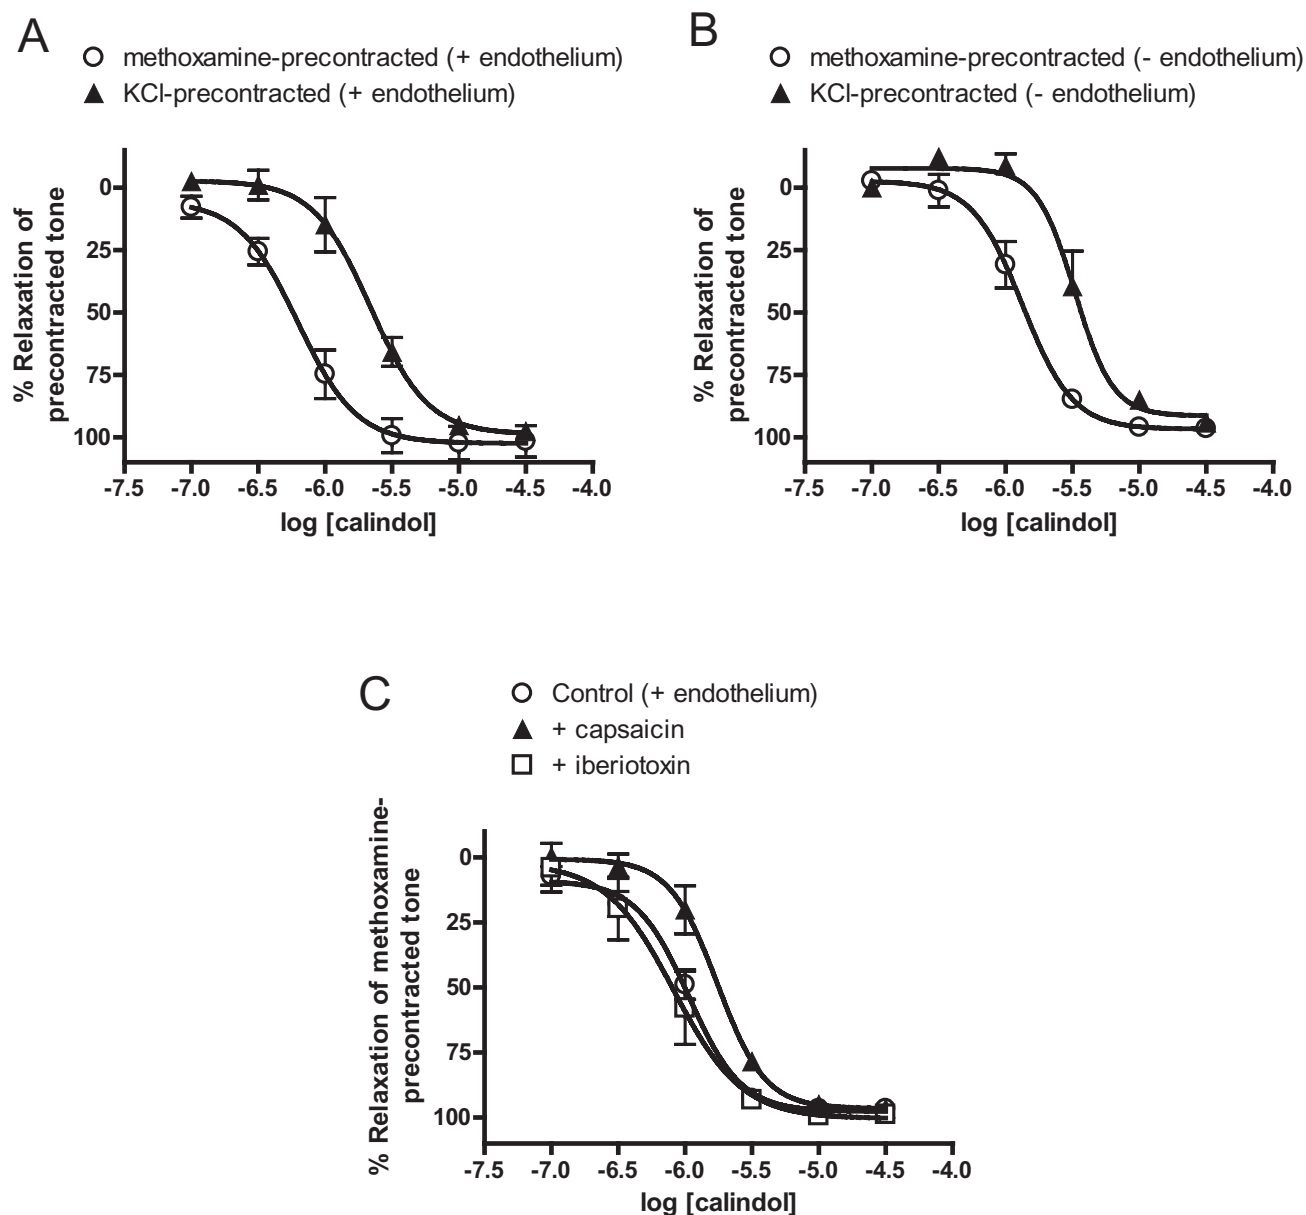 A
methoxamine-precontracted (+ endothelium)
KCl-precontracted (+ endothelium)
% Relaxation of
precontracted tone
0
25
50
75
100
-7.5 -7.0 -6.5 -6.0 -5.5 -5.0 -4.5 -4.0
log [calindol]
B
methoxamine-precontracted (- endothelium)
KCl-precontracted (- endothelium)
% Relaxation of
precontracted tone
0
25
50
75
100
-7.5 -7.0 -6.5 -6.0 -5.5 -5.0 -4.5 -4.0
log [calindol]
C
Control (+ endothelium)
+ capsaicin
+ iberiotoxin
% Relaxation of methoxamine-
precontracted tone
0
25
50
75
100
-7.5 -7.0 -6.5 -6.0 -5.5 -5.0 -4.5 -4.0
log [calindol]